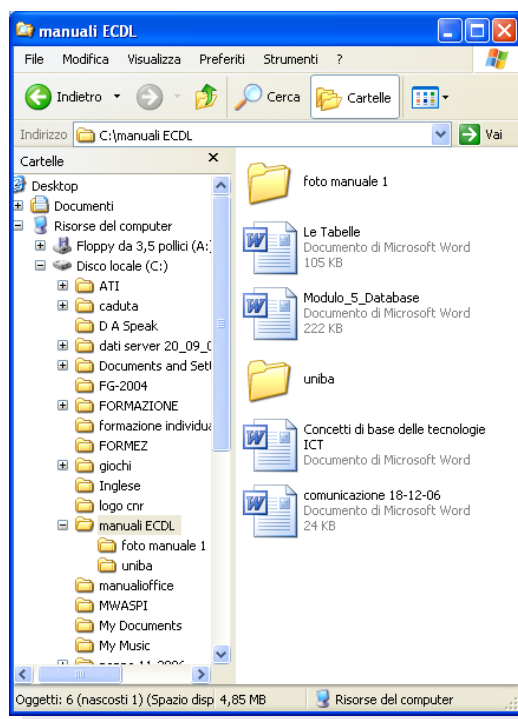 manuali ECDL
File Modifica Visualizza Preferiti Strumenti ?
Indietro Cerca Cartelle
Indirizzo C:\manuali ECDL Vai
Cartelle
Desktop
Documenti
Risorse del computer
Floppy da 3,5 pollici (A:)
Disco locale (C:)
ATI
caduta
D A Speak
dati server 20_09_0
Documents and Sett
FG-2004
FORMAZIONE
formazione individua
FORMEZ
giochi
Inglese
logo cnr
manuali ECDL
foto manuale 1
uniba
manualioffice
MWASPI
My Documents
My Music
foto manuale 1
Le Tabelle
Documento di Microsoft Word
105 KB
Modulo_5_Database
Documento di Microsoft Word
222 KB
uniba
Concetti di base delle tecnologie
ICT
Documento di Microsoft Word
comunicazione 18-12-06
Documento di Microsoft Word
24 KB
Oggetti: 6 (nascosti 1) (Spazio disp 4,85 MB Risorse del computer